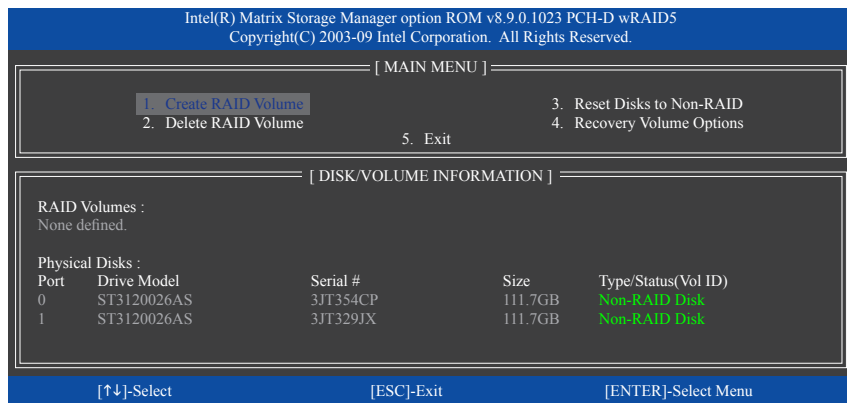 Intel(R) Matrix Storage Manager option ROM v8.9.0.1023 PCH-D wRAID5
Copyright(C) 2003-09 Intel Corporation. All Rights Reserved.
[ MAIN MENU ]
1. Create RAID Volume 3. Reset Disks to Non-RAID
2. Delete RAID Volume 4. Recovery Volume Options
5. Exit
[ DISK/VOLUME INFORMATION ]
RAID Volumes :
None defined.
Physical Disks :
Port Drive Model Serial # Size Type/Status(Vol ID)
0 ST3120026AS 3JT354CP 111.7GB Non-RAID Disk
1 ST3120026AS 3JT329JX 111.7GB Non-RAID Disk
[↑↓]-Select [ESC]-Exit [ENTER]-Select Menu